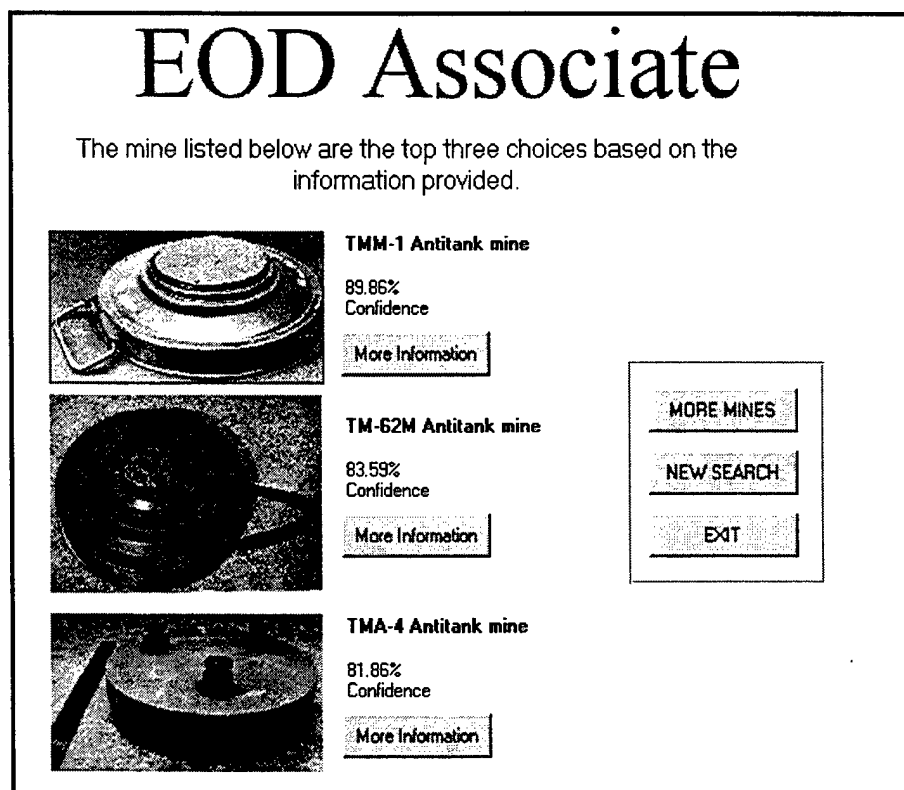 EOD Associate
The mine listed below are the top three choices based on the
information provided.
TMM-1 Antitank mine
89.86%
Confidence
More Information
TM-62M Antitank mine
83.59%
Confidence
More Information
TMA-4 Antitank mine
81.86%
Confidence
More Information
MORE MINES
NEW SEARCH
EXIT